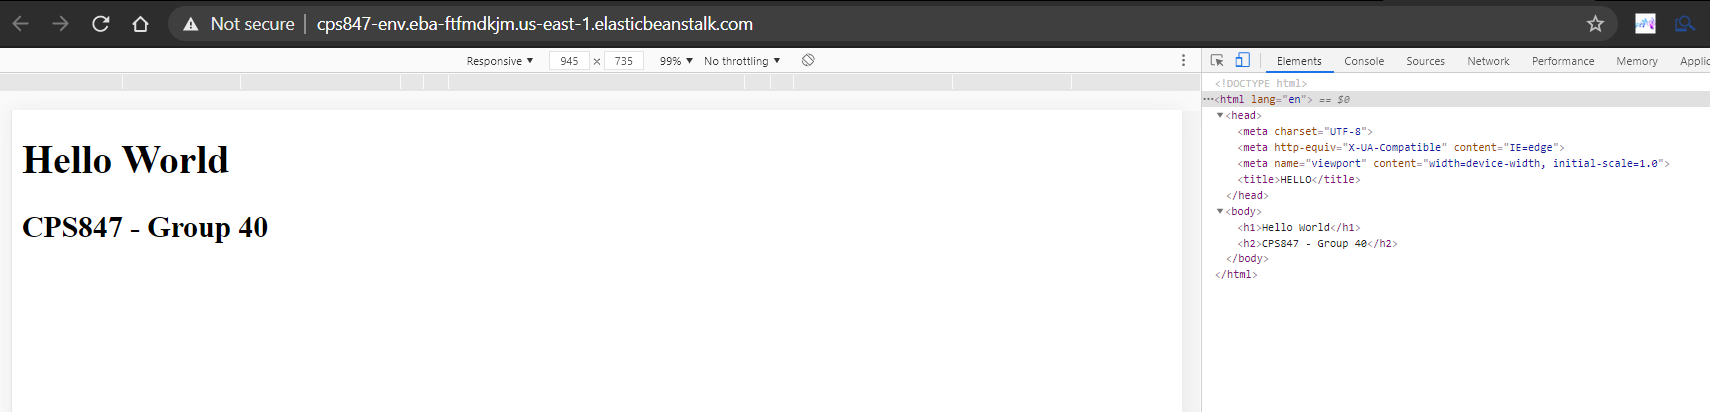 Not secure | cps847-env.eba-ftfmdkjm.us-east-1.elasticbeanstalk.com
Responsive ▼ 945 × 735 99% ▼ No throttling ▼
Elements Console Sources Network Performance Memory Applic
<!DOCTYPE html>
···<html lang="en"> == $0
▼<head>
<meta charset="UTF-8">
<meta http-equiv="X-UA-Compatible" content="IE=edge">
<meta name="viewport" content="width=device-width, initial-scale=1.0">
<title>HELLO</title>
</head>
▼<body>
<h1>Hello World</h1>
<h2>CPS847 - Group 40</h2>
</body>
</html>
Hello World
CPS847 - Group 40